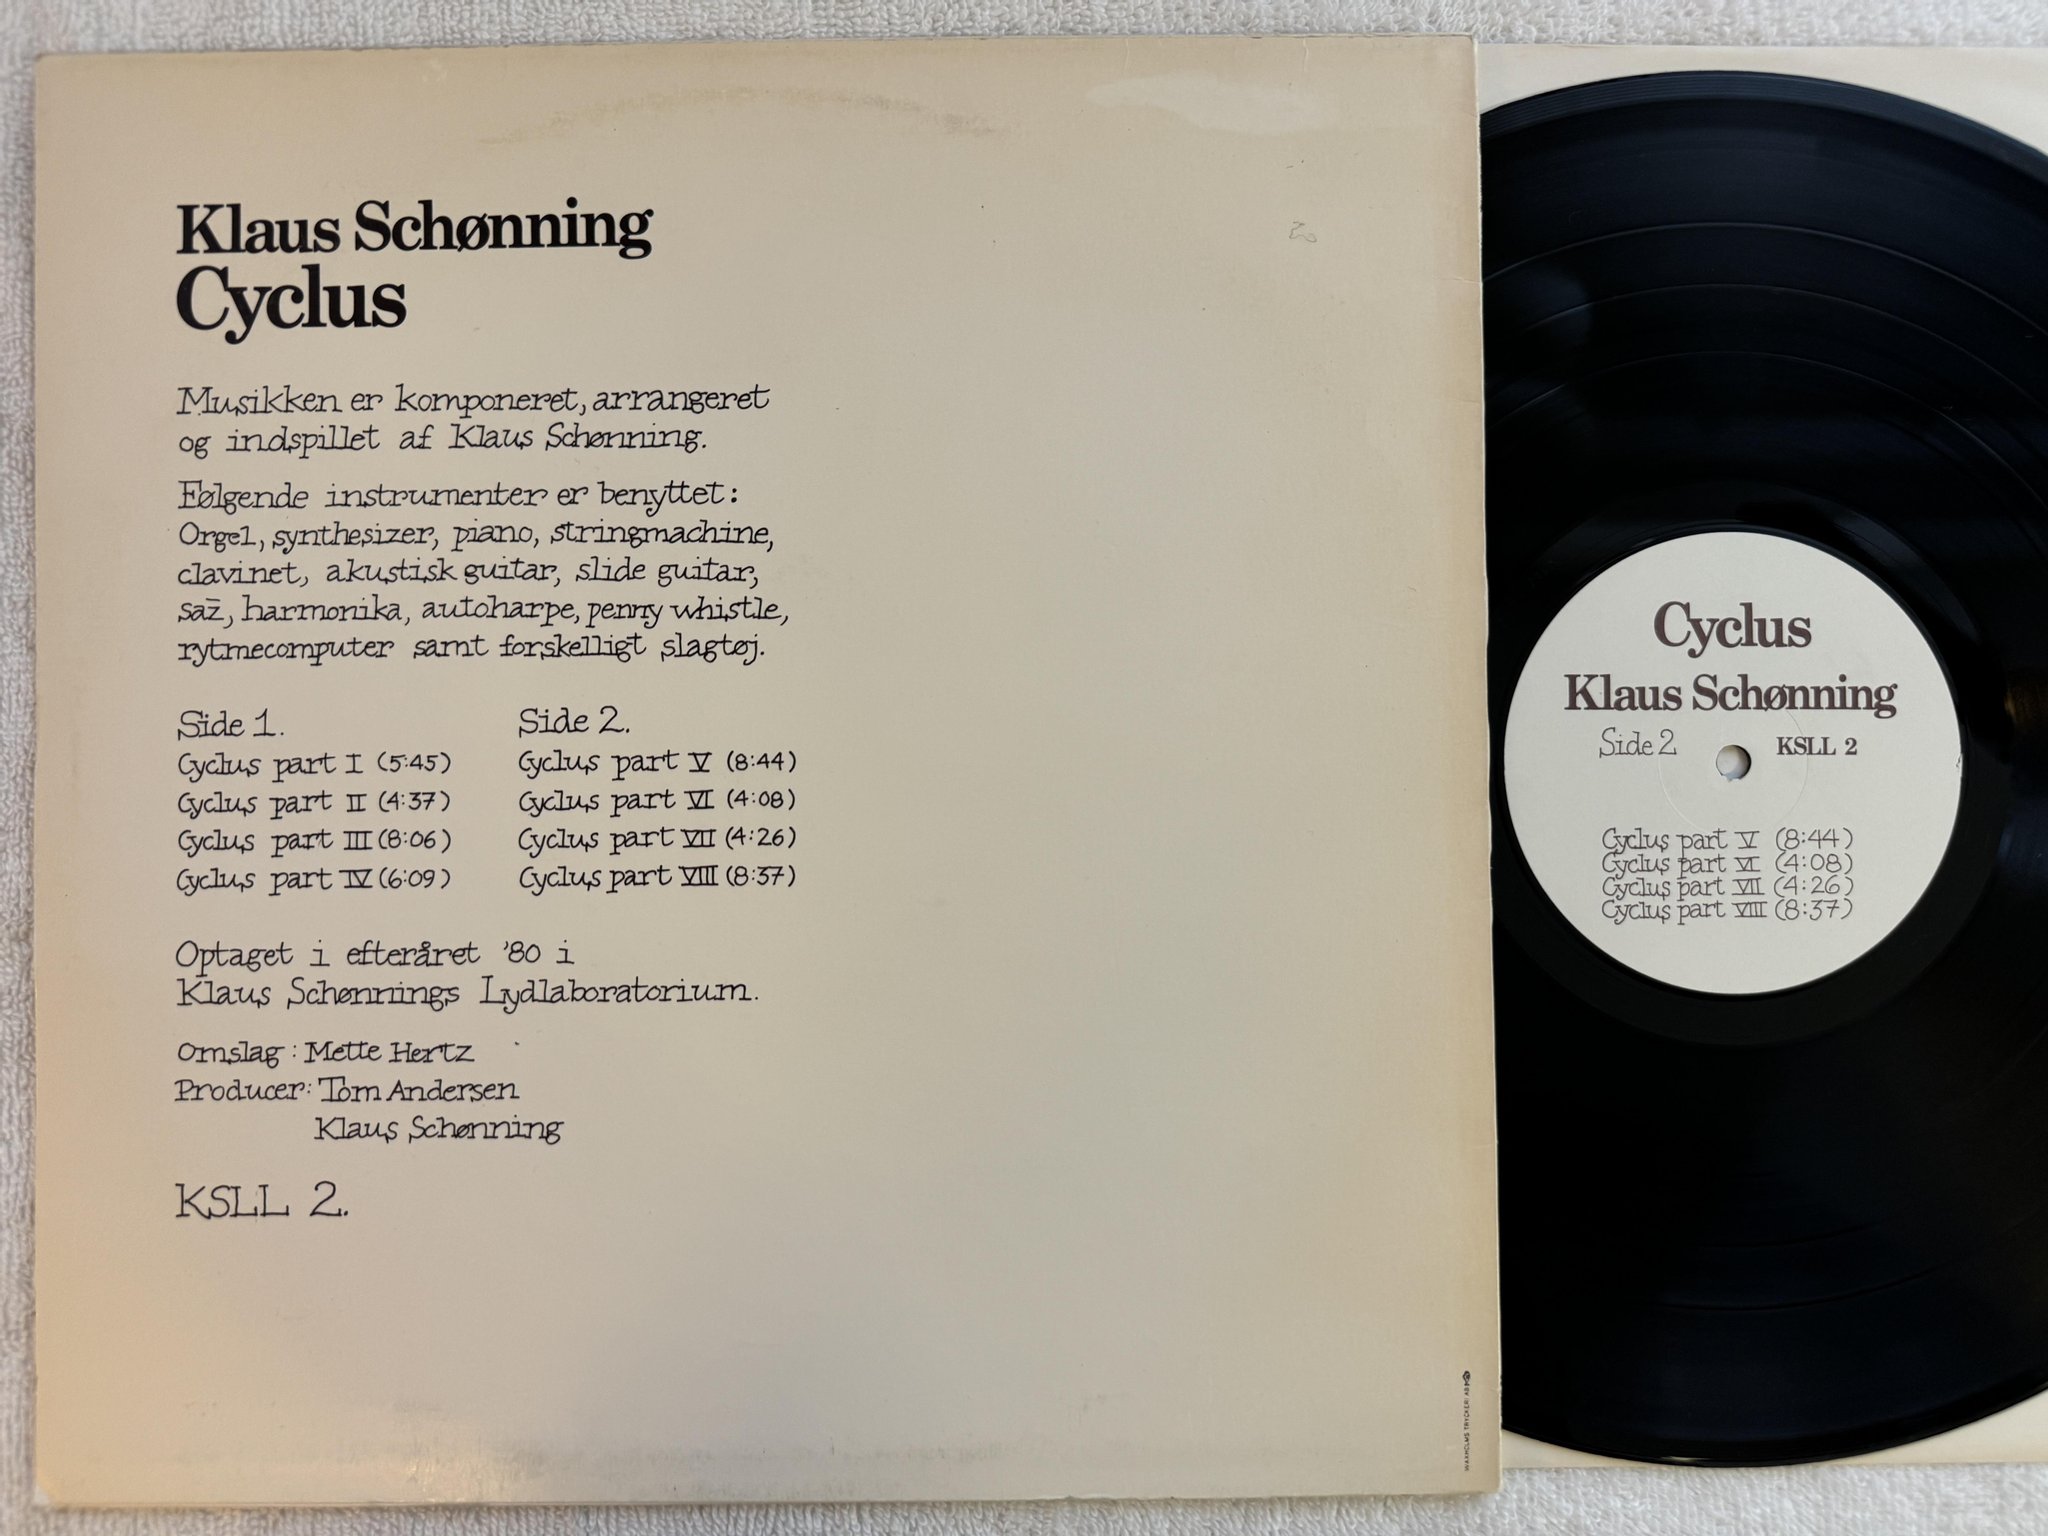 Klaus Schønning
Cyclus
Musikken er komponeret, arrangeret
og indspillet af Klaus Schønning.
Følgende instrumenter er benyttet:
Orgel, synthesizer, piano, stringmachine,
clavinet, akustisk guitar, slide guitar,
saz, harmonika, autoharpe, penny whistle,
rytmecomputer samt forskelligt slagtøj.
Side 1.
Cyclus part I (5:45)
Cyclus part II (4:37)
Cyclus part III (8:06)
Cyclus part IV (6:09)
Side 2.
Cyclus part V (8:44)
Cyclus part VI (4:08)
Cyclus part VII (4:26)
Cyclus part VIII (8:37)
Optaget i efteråret '80 i
Klaus Schønnings Lydlaboratorium.
Omslag: Mette Hertz
Producer: Tom Andersen
Klaus Schønning
KSLL 2.
WAXHOLMS TRYCKERI AB
Cyclus
Klaus Schønning
Side 2 KSLL 2
Cyclus part V (8:44)
Cyclus part VI (4:08)
Cyclus part VII (4:26)
Cyclus part VIII (8:37)